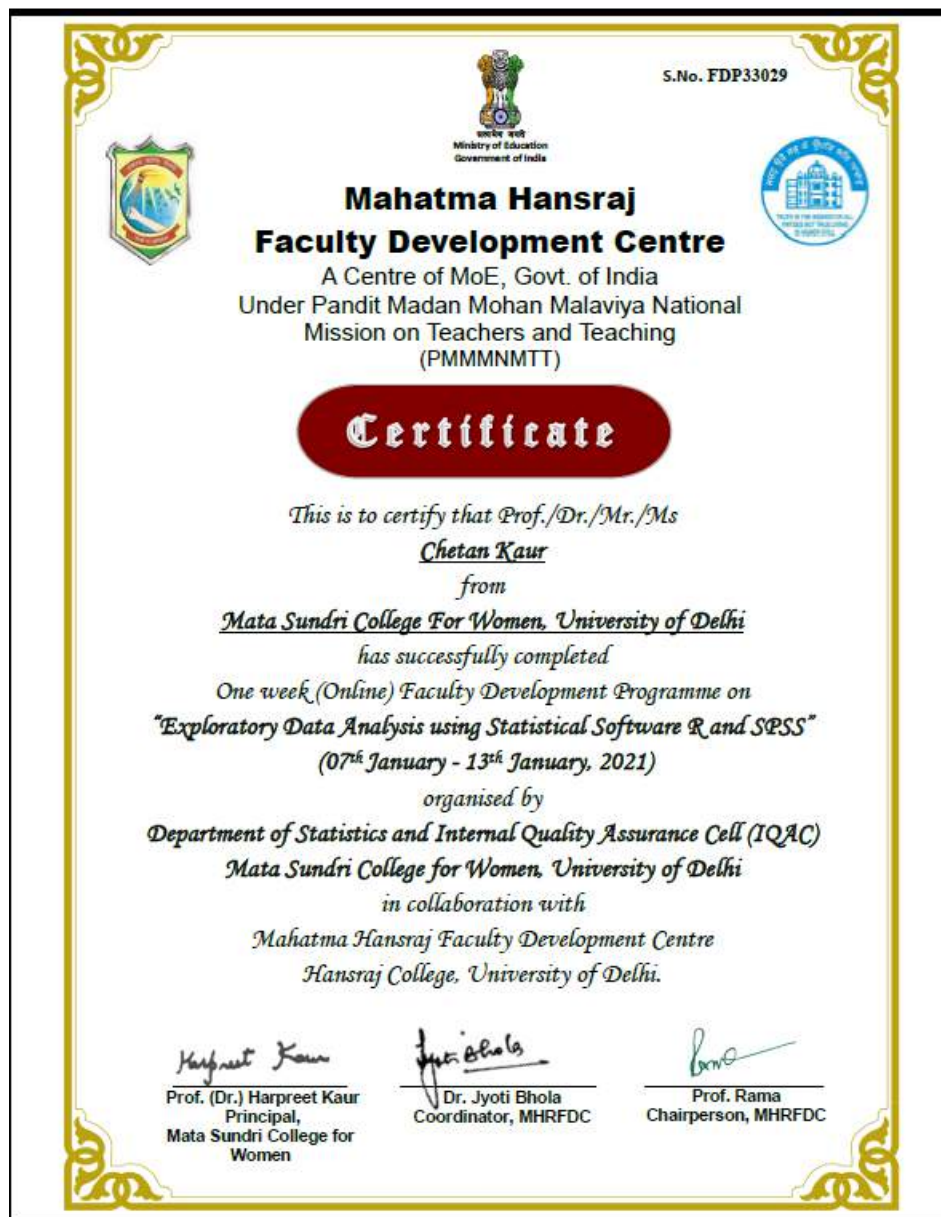 S.No. FDP33029
सत्यमेव जयते
Ministry of Education
Government of India
Mahatma Hansraj
Faculty Development Centre
A Centre of MoE, Govt. of India
Under Pandit Madan Mohan Malaviya National
Mission on Teachers and Teaching
(PMMMNMTT)
Certificate
This is to certify that Prof./Dr./Mr./Ms
Chetan Kaur
from
Mata Sundri College For Women, University of Delhi
has successfully completed
One week (Online) Faculty Development Programme on
"Exploratory Data Analysis using Statistical Software R and SPSS"
(07th January - 13th January, 2021)
organised by
Department of Statistics and Internal Quality Assurance Cell (IQAC)
Mata Sundri College for Women, University of Delhi
in collaboration with
Mahatma Hansraj Faculty Development Centre
Hansraj College, University of Delhi.
Harpreet Kaur
Jyoti Bhola
Rama
Prof. (Dr.) Harpreet Kaur
Principal,
Mata Sundri College for
Women
Dr. Jyoti Bhola
Coordinator, MHRFDC
Prof. Rama
Chairperson, MHRFDC